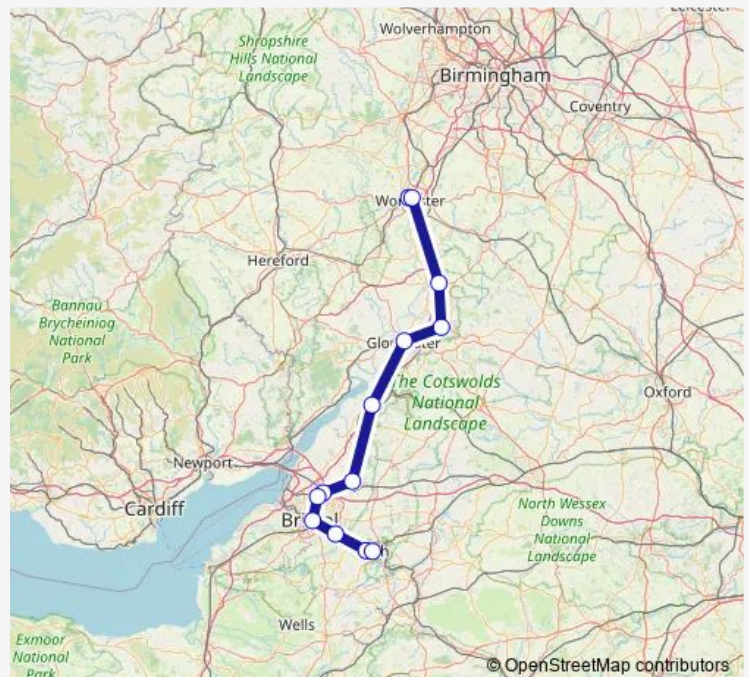 Leicester
Wolverhampton
Shropshire
Hills National
Landscape
Birmingham
Coventry
Hereford
Bannau
Brycheiniog
National
Park
The Cotswolds
National
Landscape
Oxford
Newport
Cardiff
North Wessex
Downs
National
Landscape
Wells
Exmoor
National
Park
© OpenStreetMap contributors